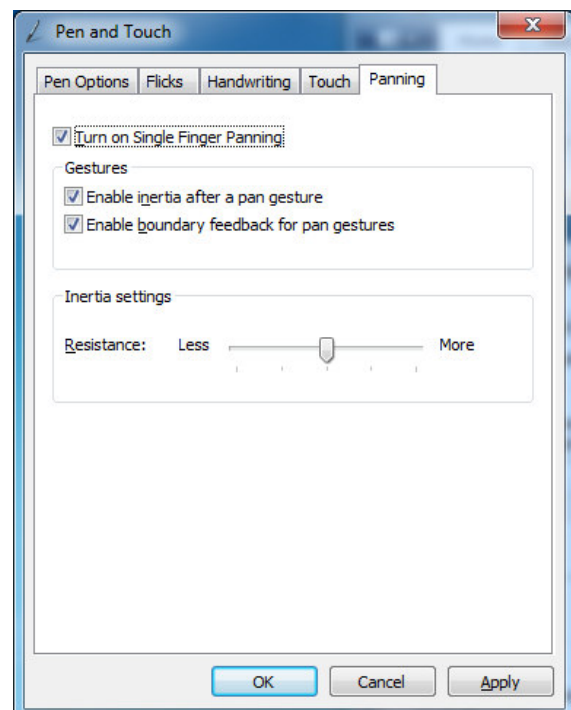 Pen and Touch
Pen Options Flicks Handwriting Touch Panning
Turn on Single Finger Panning
Gestures
Enable inertia after a pan gesture
Enable boundary feedback for pan gestures
Inertia settings
Resistance: Less More
OK Cancel Apply